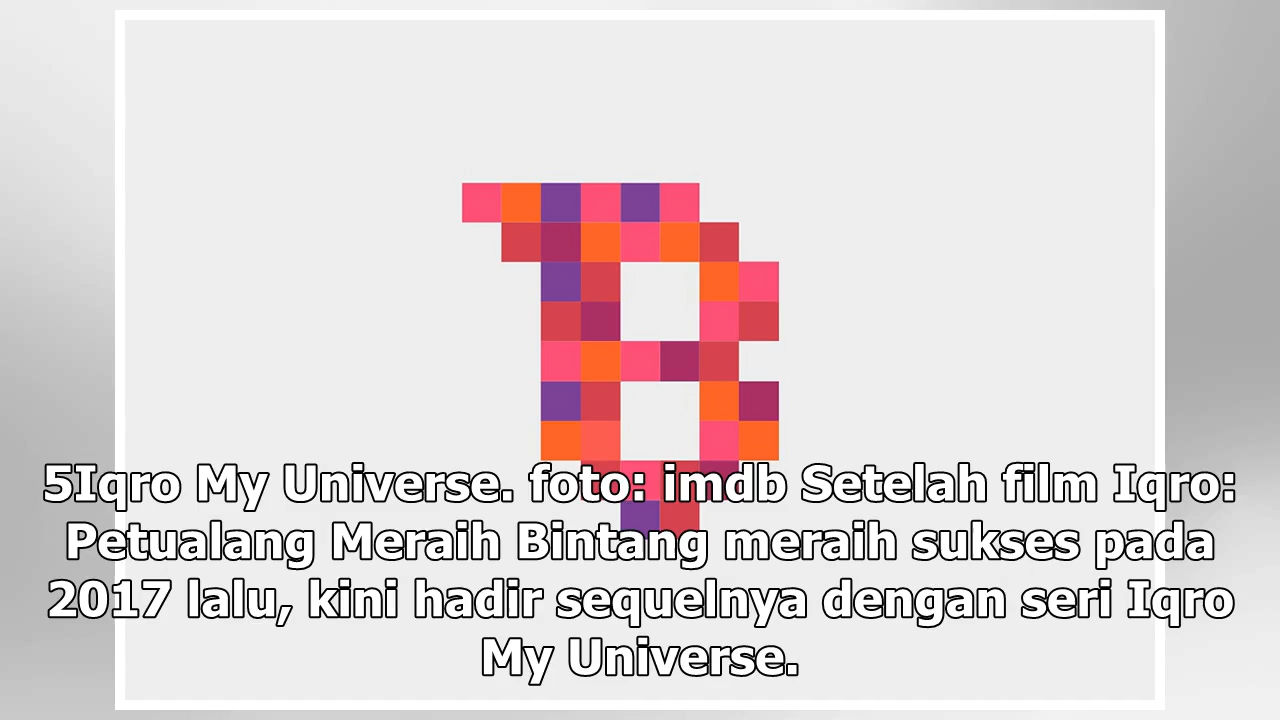 5Iqro My Universe. foto: imdb Setelah film Iqro:
Petualang Meraih Bintang meraih sukses pada
2017 lalu, kini hadir sequelnya dengan seri Iqro
My Universe.